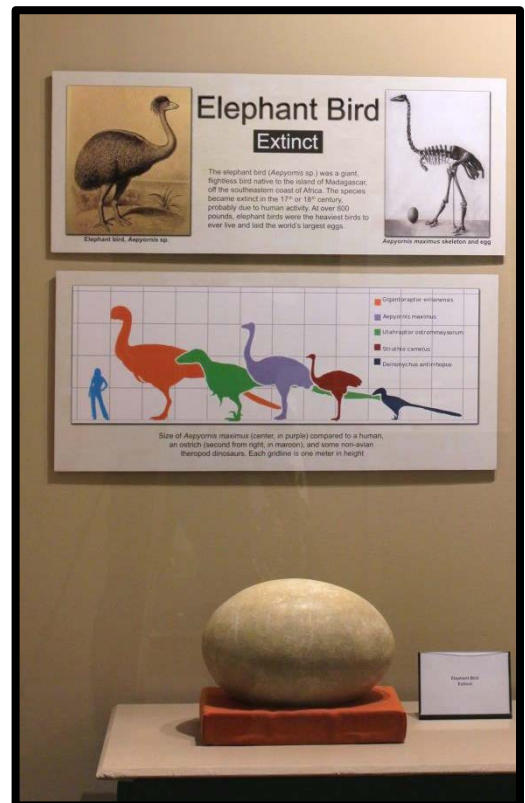 Elephant Bird
Extinct
The elephant bird (Aepyornis sp.) was a giant,
flightless bird native to the island of Madagascar,
off the southeastern coast of Africa. The species
became extinct in the 17th or 18th century,
probably due to human activity. At over 800
pounds, elephant birds were the heaviest birds to
ever live and laid the world's largest eggs.
Elephant bird, Aepyornis sp.
Aepyornis maximus skeleton and egg
Gigantoraptor erlianensis
Aepyornis maximus
Utahraptor ostrommaysorum
Struthio camelus
Deinonychus antirrhopus
Size of Aepyornis maximus (center, in purple) compared to a human,
an ostrich (second from right, in maroon), and some non-avian
theropod dinosaurs. Each gridline is one meter in height
Elephant Bird
Extinct